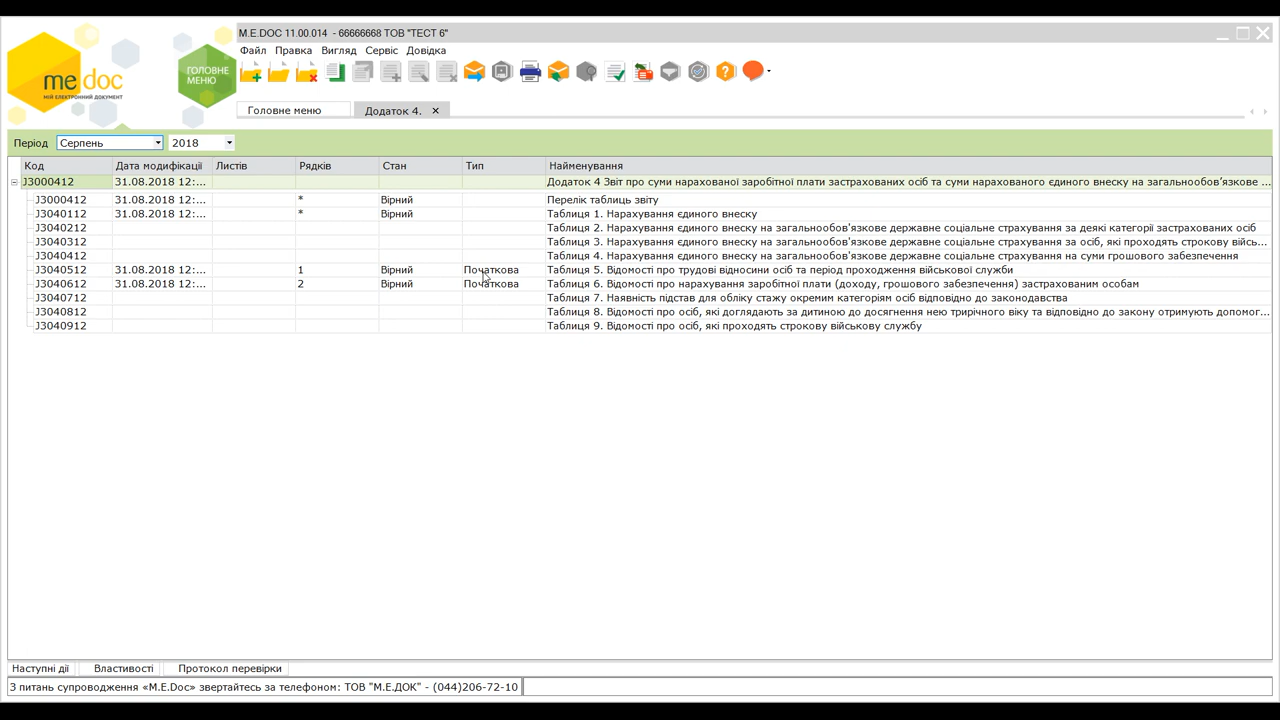 M.E.DOC 11.00.014 - 66666668 ТОВ "ТЕСТ 6"
me doc
МІЙ ЕЛЕКТРОННИЙ ДОКУМЕНТ
ГОЛОВНЕ МЕНЮ
Файл Правка Вигляд Сервіс Довідка
Головне меню Додаток 4.
Період Серпень 2018
Код Дата модифікації Листів Рядків Стан Тип Найменування
J3000412 31.08.2018 12:... Додаток 4 Звіт про суми нарахованої заробітної плати застрахованих осіб та суми нарахованого єдиного внеску на загальнообов'язкове ...
J3000412 31.08.2018 12:... * Вірний Перелік таблиць звіту
J3040112 31.08.2018 12:... * Вірний Таблиця 1. Нарахування єдиного внеску
J3040212 Таблиця 2. Нарахування єдиного внеску на загальнообов'язкове державне соціальне страхування за деякі категорії застрахованих осіб
J3040312 Таблиця 3. Нарахування єдиного внеску на загальнообов'язкове державне соціальне страхування за осіб, які проходять строкову війсь...
J3040412 Таблиця 4. Нарахування єдиного внеску на загальнообов'язкове державне соціальне страхування на суми грошового забезпечення
J3040512 31.08.2018 12:... 1 Вірний Початкова Таблиця 5. Відомості про трудові відносини осіб та період проходження військової служби
J3040612 31.08.2018 12:... 2 Вірний Початкова Таблиця 6. Відомості про нарахування заробітної плати (доходу, грошового забезпечення) застрахованим особам
J3040712 Таблиця 7. Наявність підстав для обліку стажу окремим категоріям осіб відповідно до законодавства
J3040812 Таблиця 8. Відомості про осіб, які доглядають за дитиною до досягнення нею трирічного віку та відповідно до закону отримують допомог...
J3040912 Таблиця 9. Відомості про осіб, які проходять строкову військову службу
Наступні дії Властивості Протокол перевірки
З питань супроводження «M.E.Doc» звертайтесь за телефоном: ТОВ "М.Е.ДОК" - (044)206-72-10